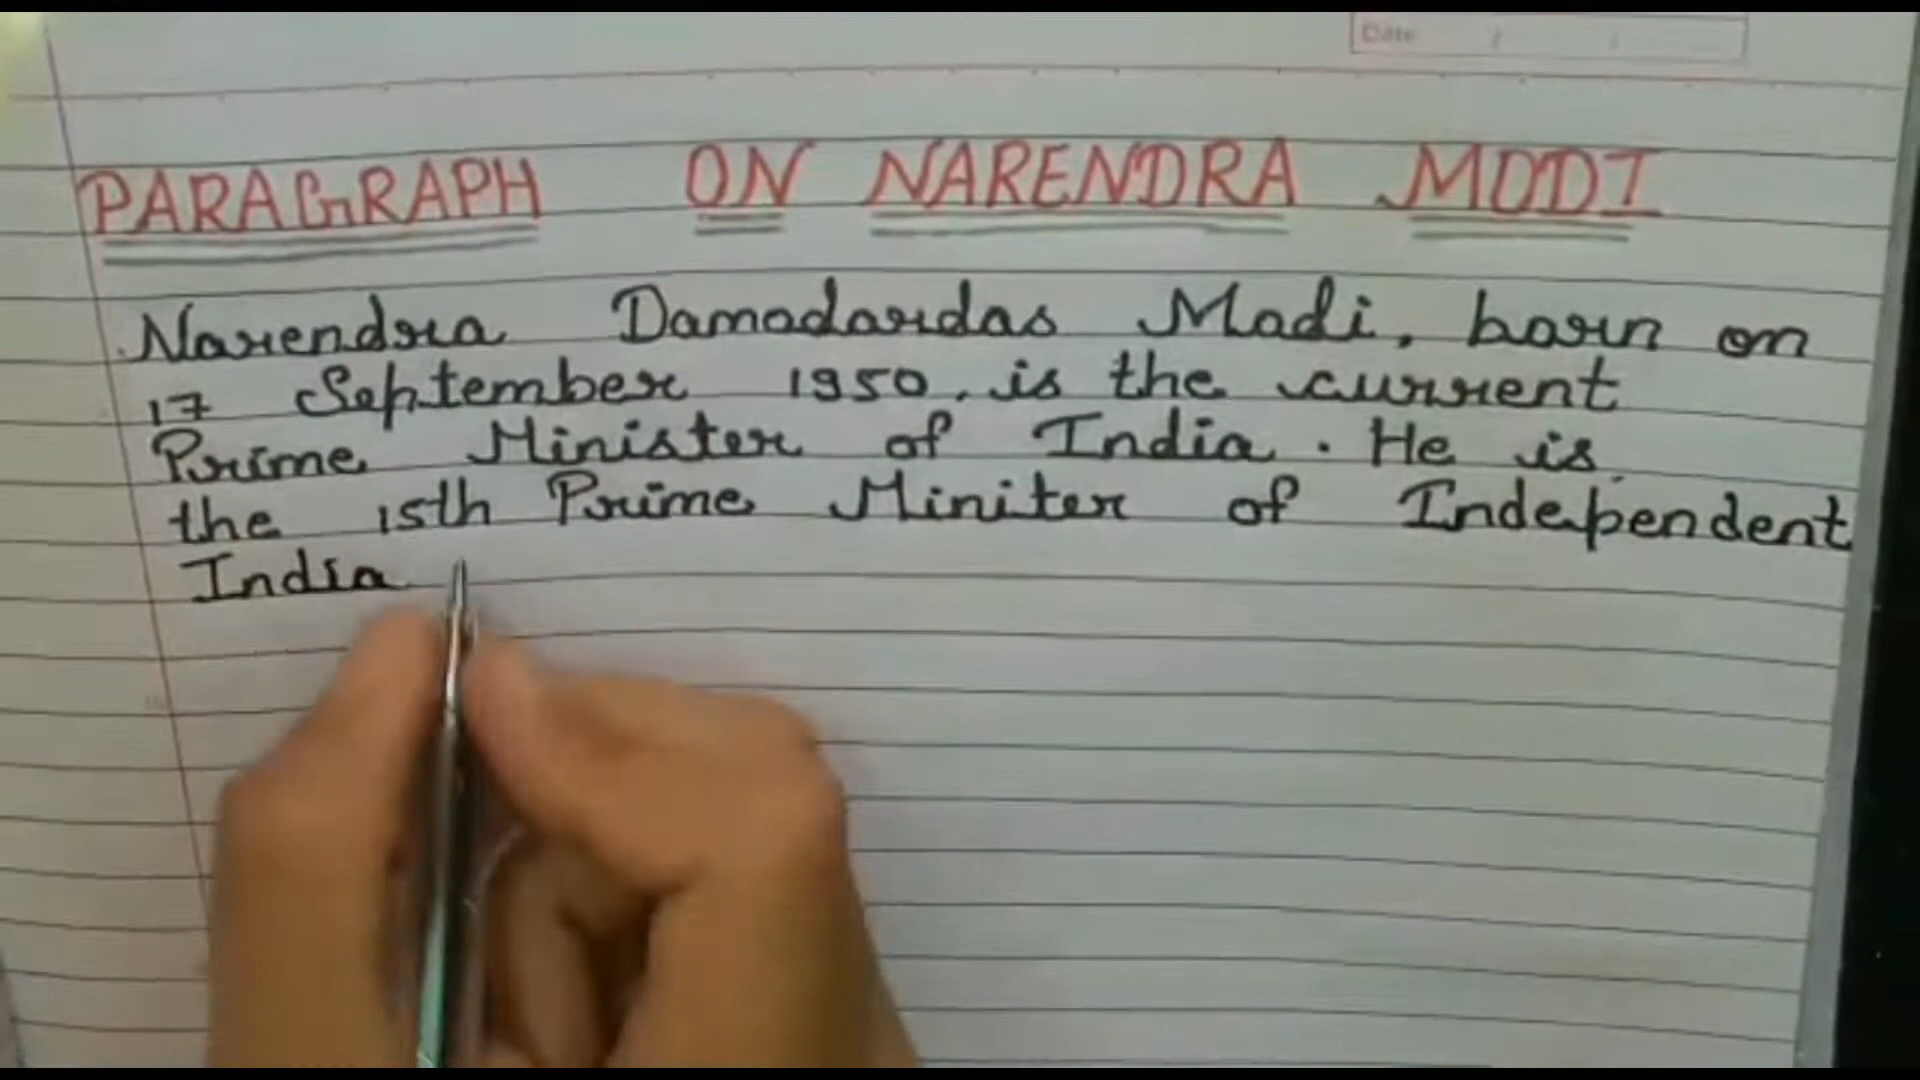 Date / /
PARAGRAPH ON NARENDRA MODI
Narendra Damodardas Modi, born on
17 September 1950, is the current
Prime Minister of India. He is
the 15th Prime Miniter of Independent
India